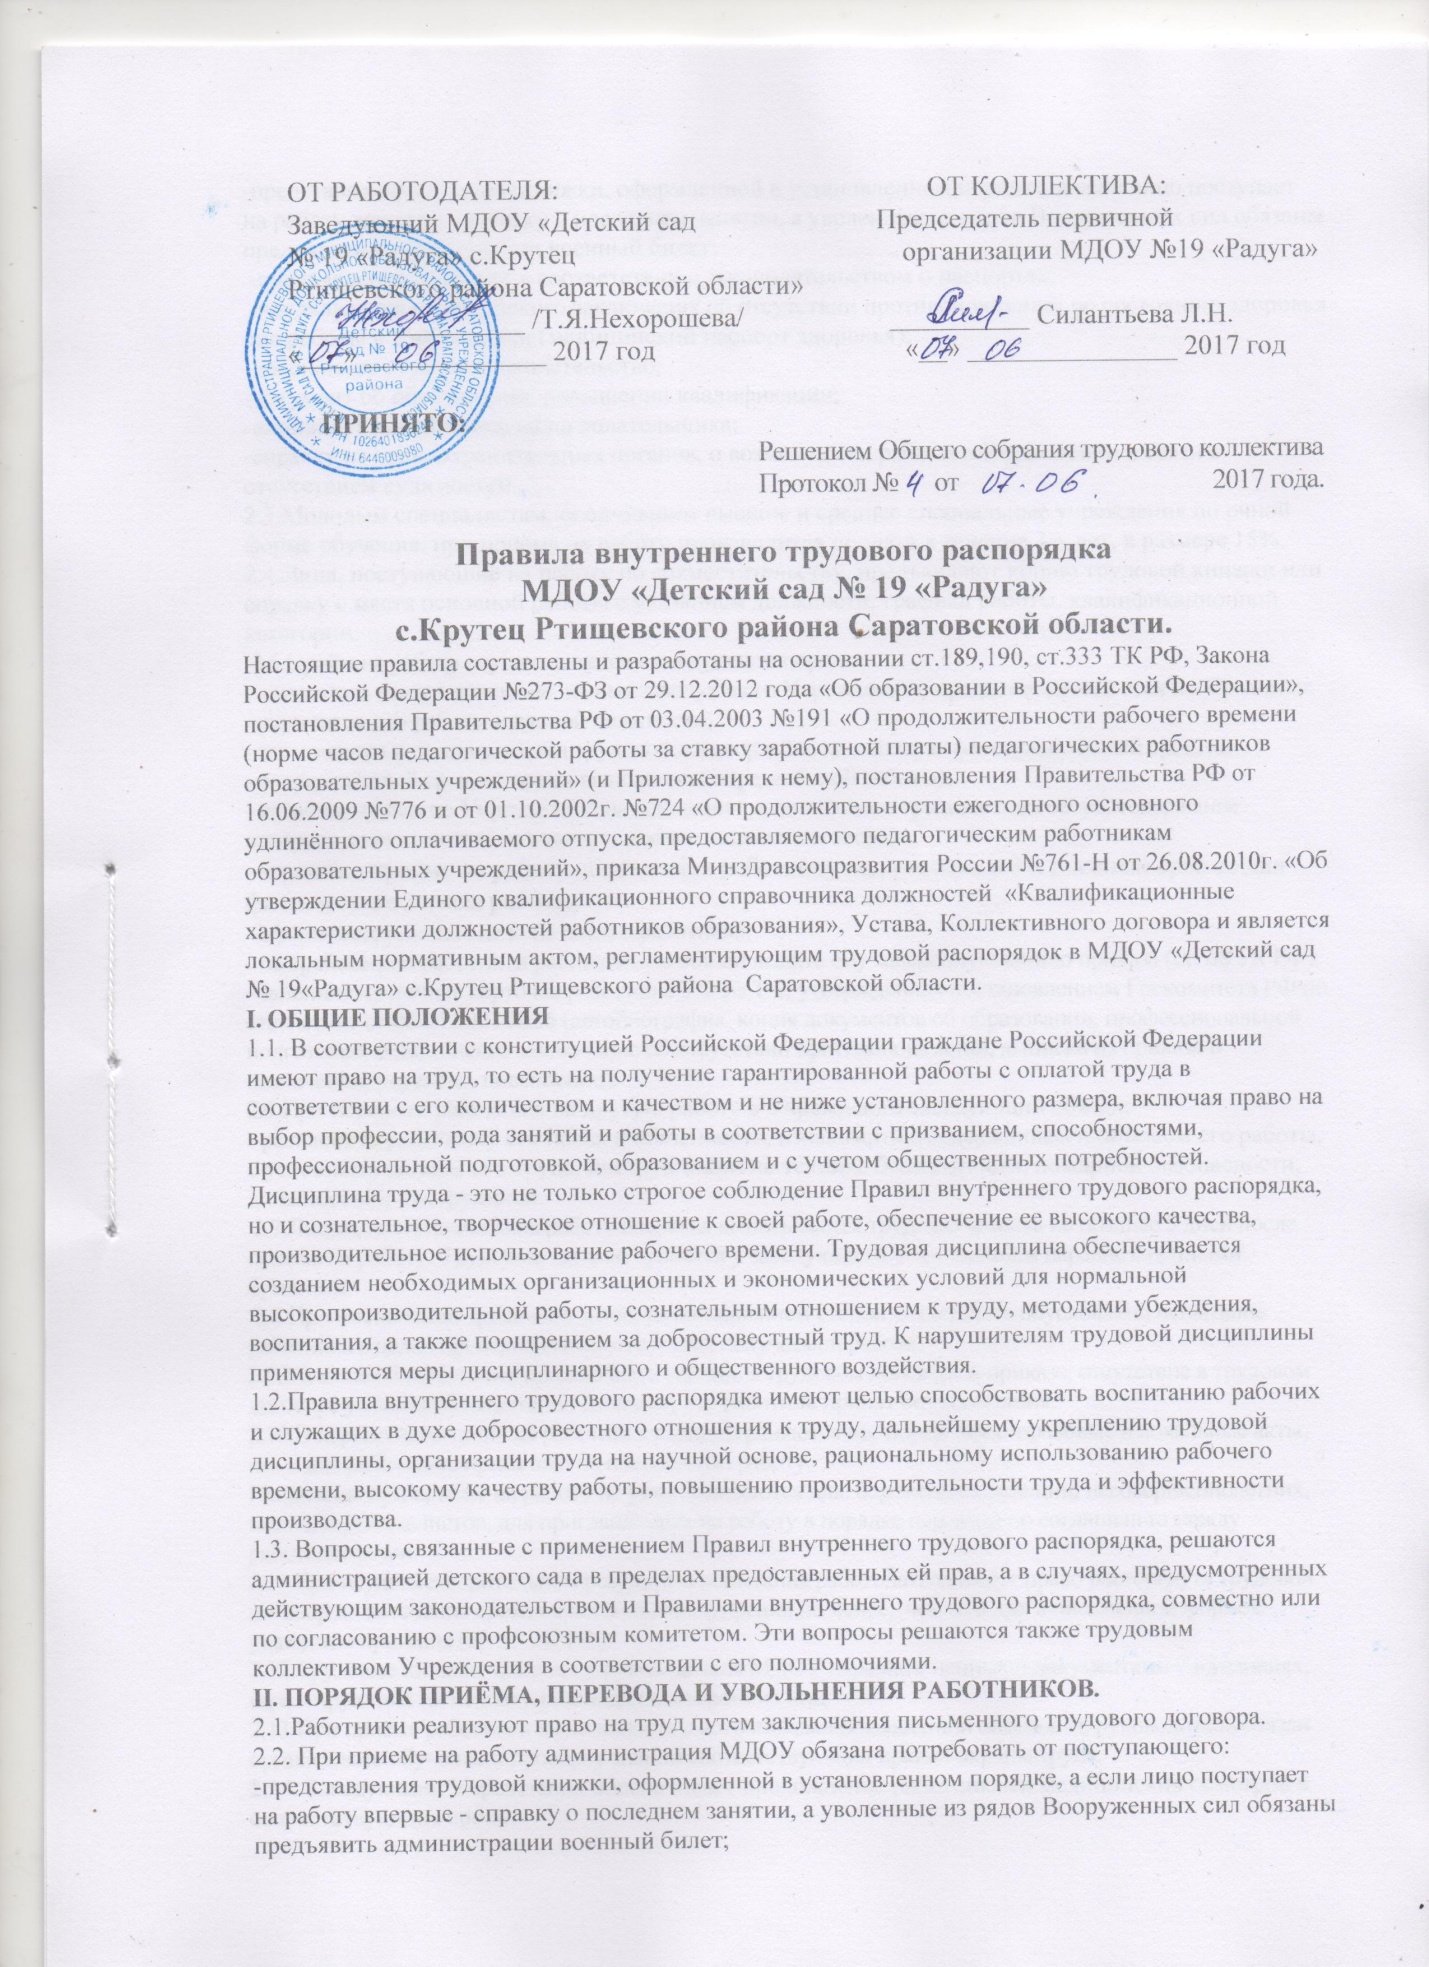 ОТ РАБОТОДАТЕЛЯ:
Заведующий МДОУ «Детский сад
№ 19 «Радуга» с.Крутец
Ртищевского района Саратовской области»
/Т.Я.Нехорошева/
«07» 06 2017 год
ОТ КОЛЛЕКТИВА:
Председатель первичной
организации МДОУ №19 «Радуга»
Силантьева Л.Н.
«07» 06 2017 год
Детский
сад № 19
Ртищевского
района
ИНН 6446009080
ПРИНЯТО:
Решением Общего собрания трудового коллектива
Протокол № 4 от 07.06. 2017 года.
Правила внутреннего трудового распорядка
МДОУ «Детский сад № 19 «Радуга»
с.Крутец Ртищевского района Саратовской области.
Настоящие правила составлены и разработаны на основании ст.189,190, ст.333 ТК РФ, Закона
Российской Федерации №273-ФЗ от 29.12.2012 года «Об образовании в Российской Федерации»,
постановления Правительства РФ от 03.04.2003 №191 «О продолжительности рабочего времени
(норме часов педагогической работы за ставку заработной платы) педагогических работников
образовательных учреждений» (и Приложения к нему), постановления Правительства РФ от
16.06.2009 №776 и от 01.10.2002г. №724 «О продолжительности ежегодного основного
удлинённого оплачиваемого отпуска, предоставляемого педагогическим работникам
образовательных учреждений», приказа Минздравсоцразвития России №761-Н от 26.08.2010г. «Об
утверждении Единого квалификационного справочника должностей «Квалификационные
характеристики должностей работников образования», Устава, Коллективного договора и является
локальным нормативным актом, регламентирующим трудовой распорядок в МДОУ «Детский сад
№ 19«Радуга» с.Крутец Ртищевского района Саратовской области.
I. ОБЩИЕ ПОЛОЖЕНИЯ
1.1. В соответствии с конституцией Российской Федерации граждане Российской Федерации
имеют право на труд, то есть на получение гарантированной работы с оплатой труда в
соответствии с его количеством и качеством и не ниже установленного размера, включая право на
выбор профессии, рода занятий и работы в соответствии с призванием, способностями,
профессиональной подготовкой, образованием и с учетом общественных потребностей.
Дисциплина труда - это не только строгое соблюдение Правил внутреннего трудового распорядка,
но и сознательное, творческое отношение к своей работе, обеспечение ее высокого качества,
производительное использование рабочего времени. Трудовая дисциплина обеспечивается
созданием необходимых организационных и экономических условий для нормальной
высокопроизводительной работы, сознательным отношением к труду, методами убеждения,
воспитания, а также поощрением за добросовестный труд. К нарушителям трудовой дисциплины
применяются меры дисциплинарного и общественного воздействия.
1.2.Правила внутреннего трудового распорядка имеют целью способствовать воспитанию рабочих
и служащих в духе добросовестного отношения к труду, дальнейшему укреплению трудовой
дисциплины, организации труда на научной основе, рациональному использованию рабочего
времени, высокому качеству работы, повышению производительности труда и эффективности
производства.
1.3. Вопросы, связанные с применением Правил внутреннего трудового распорядка, решаются
администрацией детского сада в пределах предоставленных ей прав, а в случаях, предусмотренных
действующим законодательством и Правилами внутреннего трудового распорядка, совместно или
по согласованию с профсоюзным комитетом. Эти вопросы решаются также трудовым
коллективом Учреждения в соответствии с его полномочиями.
II. ПОРЯДОК ПРИЁМА, ПЕРЕВОДА И УВОЛЬНЕНИЯ РАБОТНИКОВ.
2.1.Работники реализуют право на труд путем заключения письменного трудового договора.
2.2. При приеме на работу администрация МДОУ обязана потребовать от поступающего:
-представления трудовой книжки, оформленной в установленном порядке, а если лицо поступает
на работу впервые - справку о последнем занятии, а уволенные из рядов Вооруженных сил обязаны
предъявить администрации военный билет;